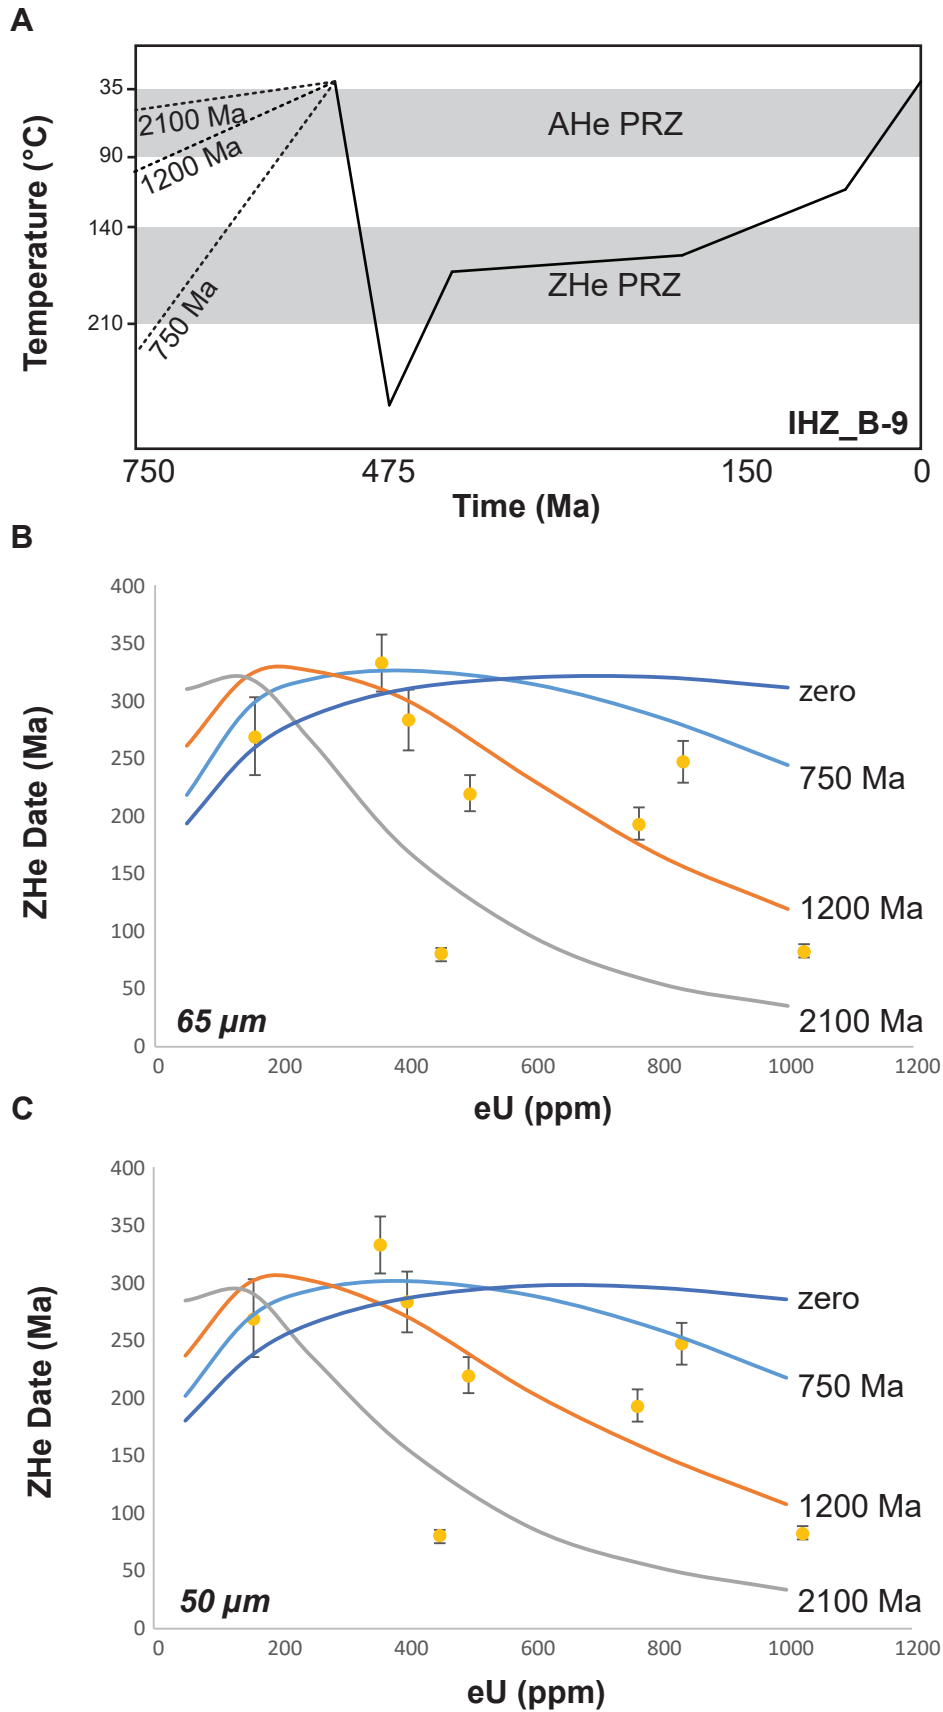 A
Temperature (°C)
35
90
140
210
2100 Ma
1200 Ma
750 Ma
AHe PRZ
ZHe PRZ
IHZ_B-9
750
475
150
0
Time (Ma)
B
ZHe Date (Ma)
400
350
300
250
200
150
100
50
0
zero
750 Ma
1200 Ma
2100 Ma
65 µm
0
200
400
600
800
1000
1200
eU (ppm)
C
ZHe Date (Ma)
400
350
300
250
200
150
100
50
0
zero
750 Ma
1200 Ma
2100 Ma
50 µm
0
200
400
600
800
1000
1200
eU (ppm)